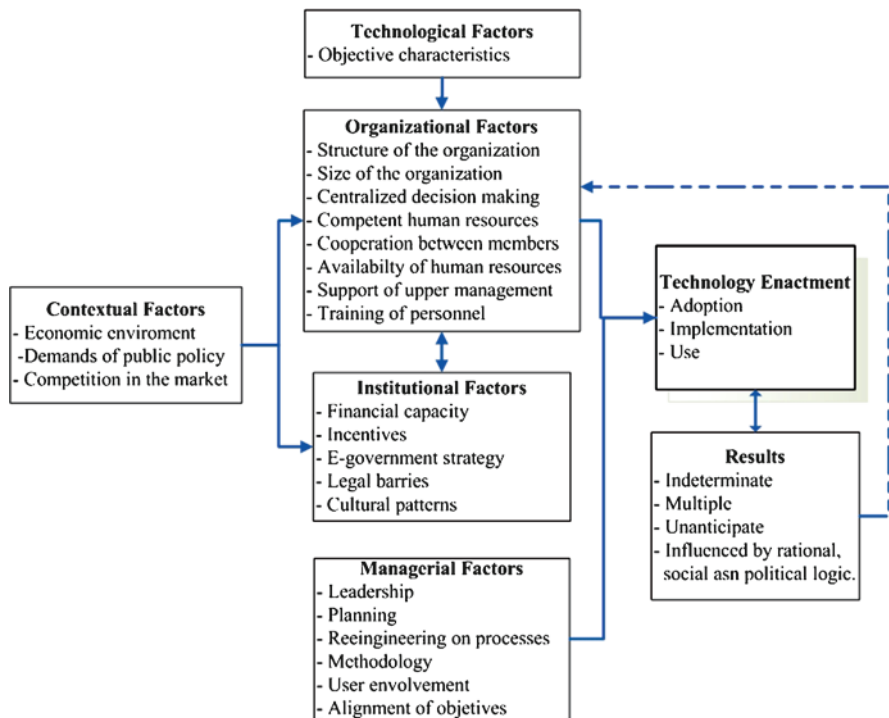 Technological Factors
- Objective characteristics
Organizational Factors
- Structure of the organization
- Size of the organization
- Centralized decision making
- Competent human resources
- Cooperation between members
- Availabilty of human resources
- Support of upper management
- Training of personnel
Contextual Factors
- Economic enviroment
-Demands of public policy
- Competition in the market
Institutional Factors
- Financial capacity
- Incentives
- E-government strategy
- Legal barries
- Cultural patterns
Managerial Factors
- Leadership
- Planning
- Reeingineering on processes
- Methodology
- User envolvement
- Alignment of objetives
Technology Enactment
- Adoption
- Implementation
- Use
Results
- Indeterminate
- Multiple
- Unanticipate
- Influenced by rational,
social asn political logic.